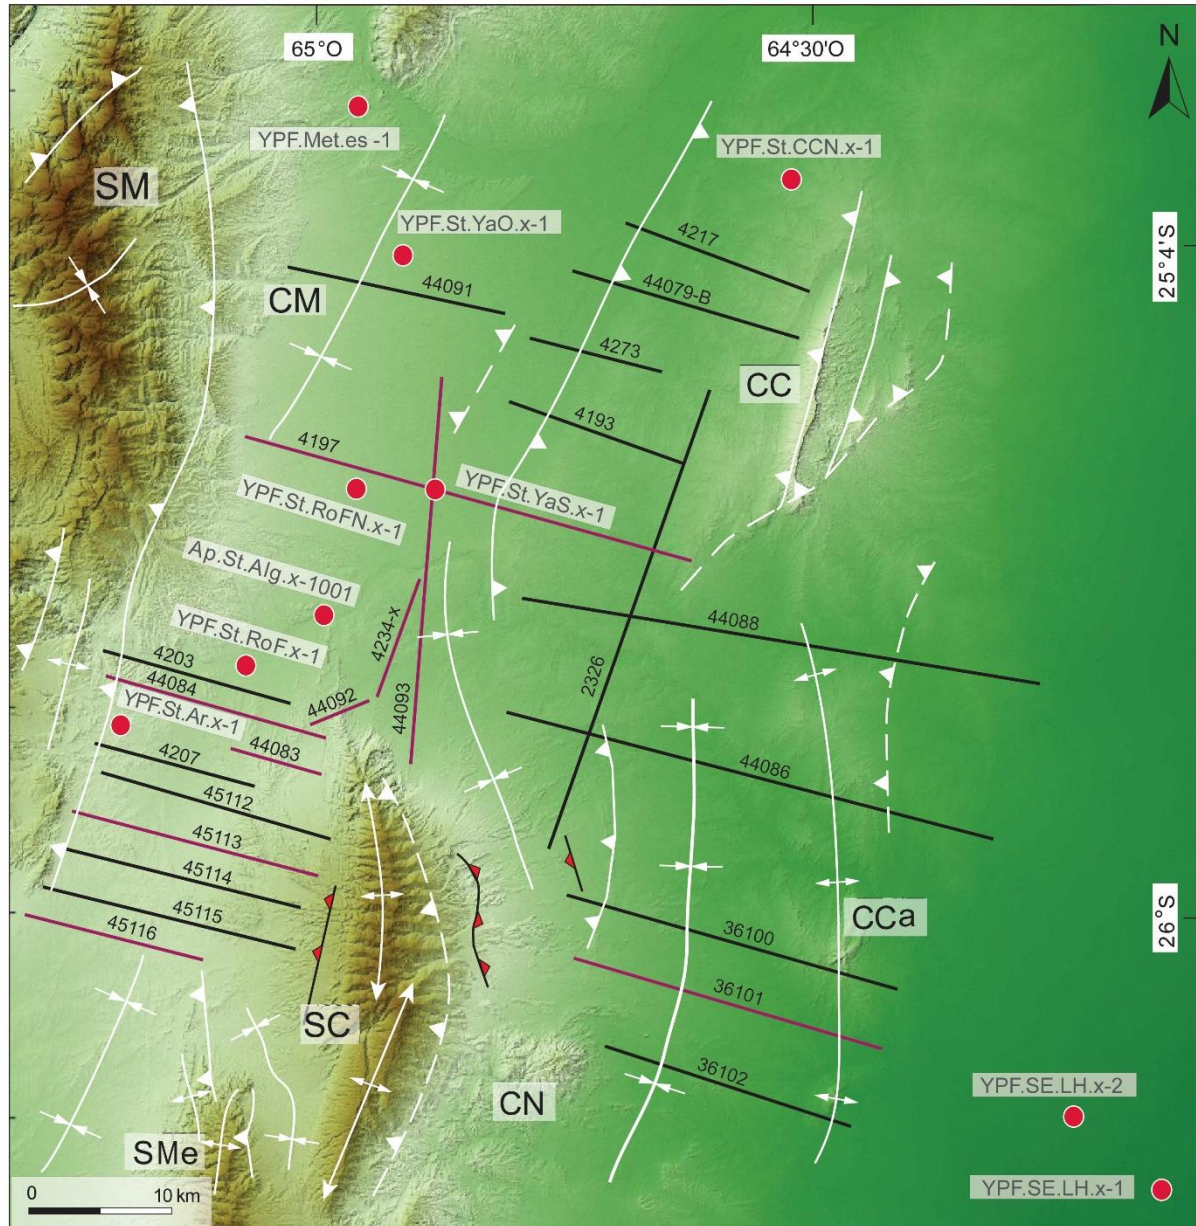 65°O
64°30'O
N
YPF.Met.es -1
YPF.St.CCN.x-1
SM
YPF.St.YaO.x-1
4217
25°4'S
44091
44079-B
CM
4273
CC
4193
4197
YPF.St.RoFN.x-1
YPF.St.YaS.x-1
Ap.St.Alg.x-1001
YPF.St.RoF.x-1
4234-x
44088
4203
44084
2326
44092
44093
YPF.St.Ar.x-1
44083
4207
44086
45112
45113
45114
45115
CCa
26°S
36100
45116
36101
SC
36102
CN
YPF.SE.LH.x-2
SMe
YPF.SE.LH.x-1
0
10 km